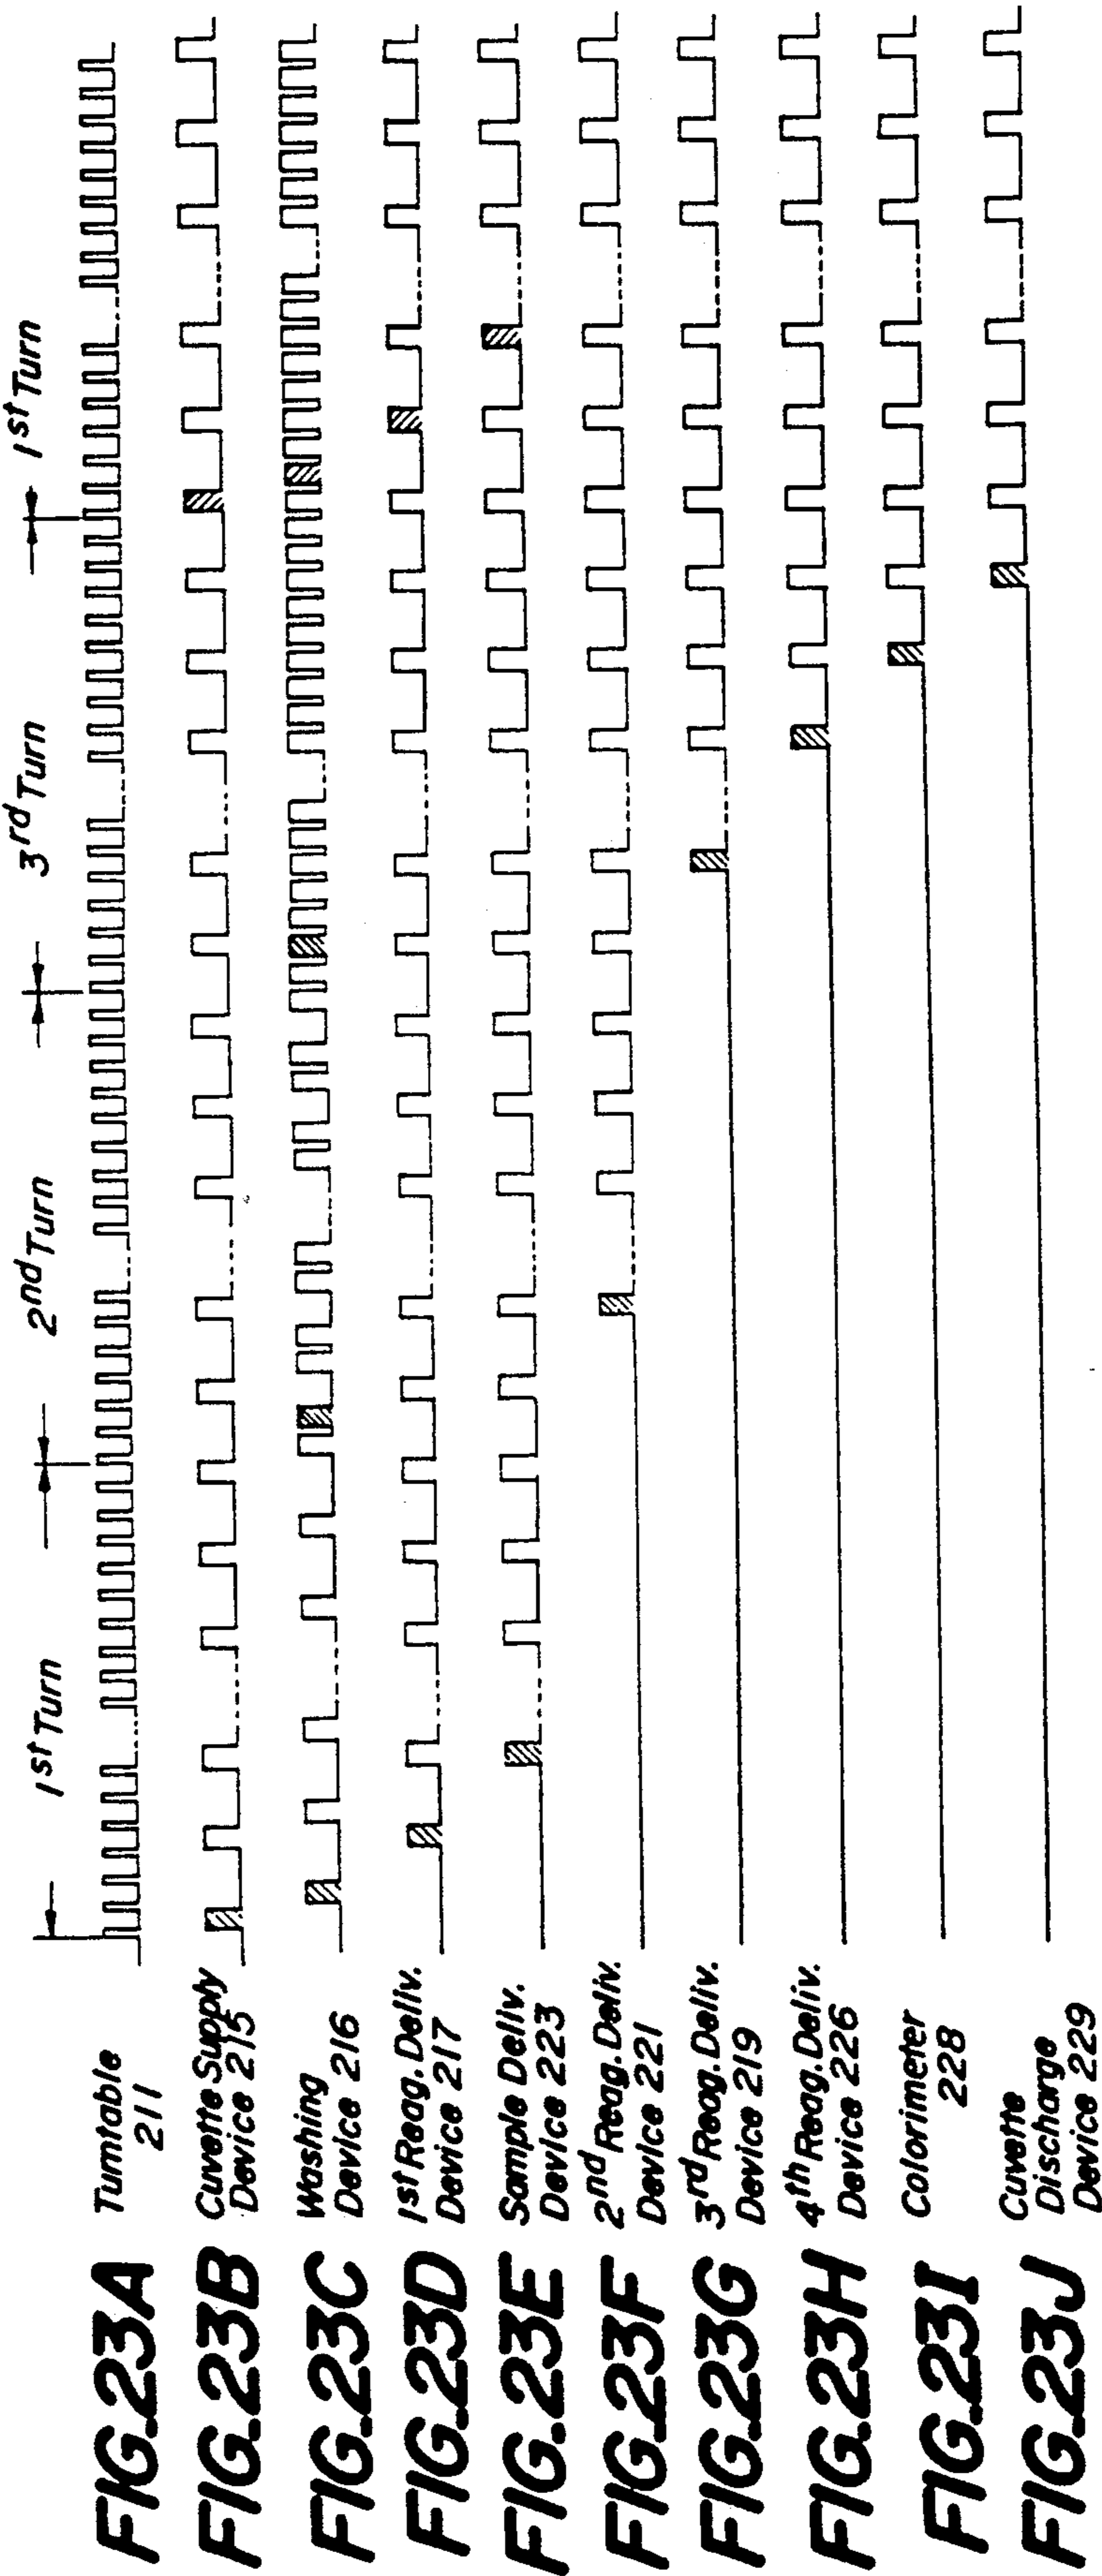 1st Turn
2nd Turn
3rd Turn
1st Turn
FIG.23A
Turntable
211
FIG.23B
Cuvette Supply
Device 215
FIG.23C
Washing
Device 216
FIG.23D
1st Reag. Deliv.
Device 217
FIG.23E
Sample Deliv.
Device 223
FIG.23F
2nd Reag. Deliv.
Device 221
FIG.23G
3rd Reag. Deliv.
Device 219
FIG.23H
4th Reag. Deliv.
Device 226
FIG.23I
Colorimeter
228
FIG.23J
Cuvette
Discharge
Device 229